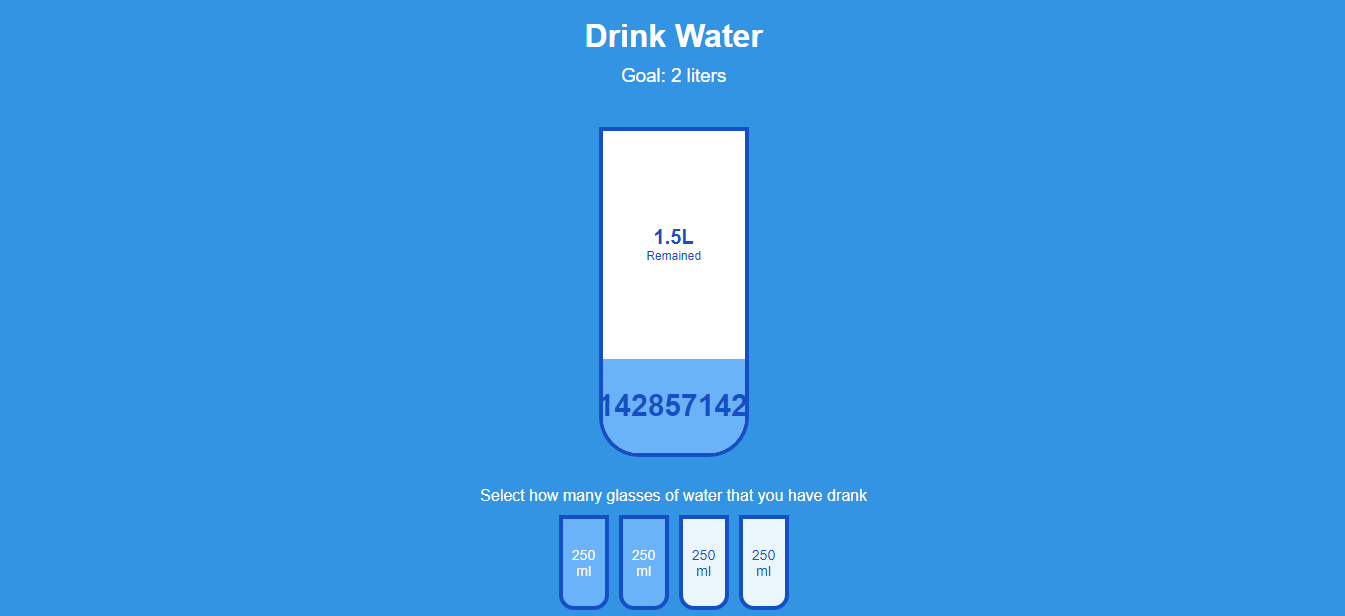 Drink Water
Goal: 2 liters
1.5L
Remained
142857142
Select how many glasses of water that you have drank
250 250 250 250
ml ml ml ml